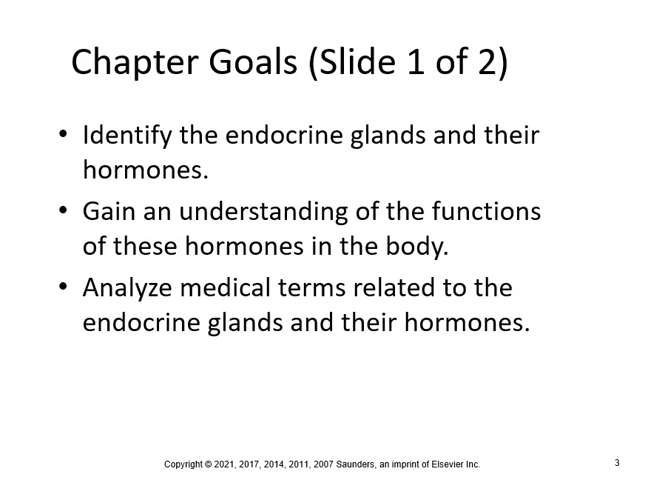 Chapter Goals (Slide 1 of 2)
• Identify the endocrine glands and their
hormones.
• Gain an understanding of the functions
of these hormones in the body.
• Analyze medical terms related to the
endocrine glands and their hormones.
Copyright © 2021, 2017, 2014, 2011, 2007 Saunders, an imprint of Elsevier Inc.
3